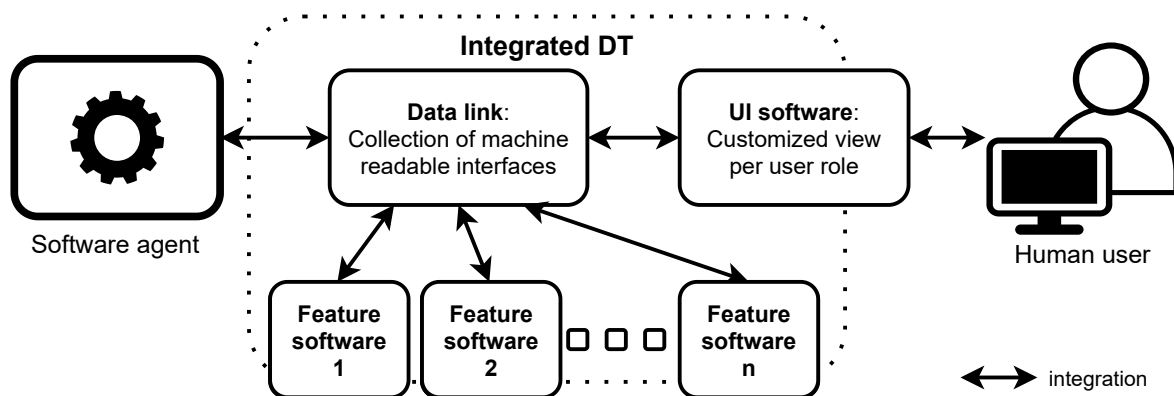 Integrated DT
Data link:
Collection of machine
readable interfaces
UI software:
Customized view
per user role
Software agent
Human user
Feature
software
1
Feature
software
2
Feature
software
n
integration